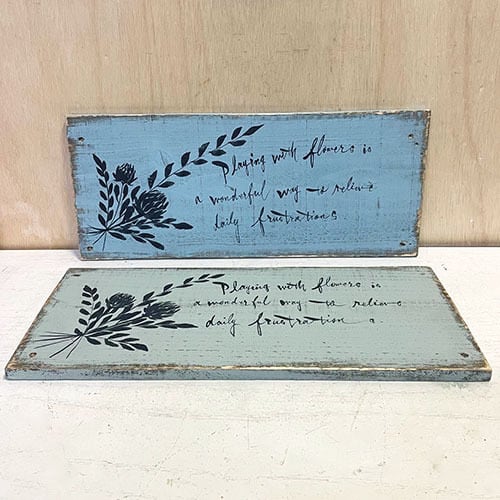 Playing with flowers is
a wonderful way to relieve
daily frustrations
Playing with flowers is
a wonderful way to relieve
daily frustration a